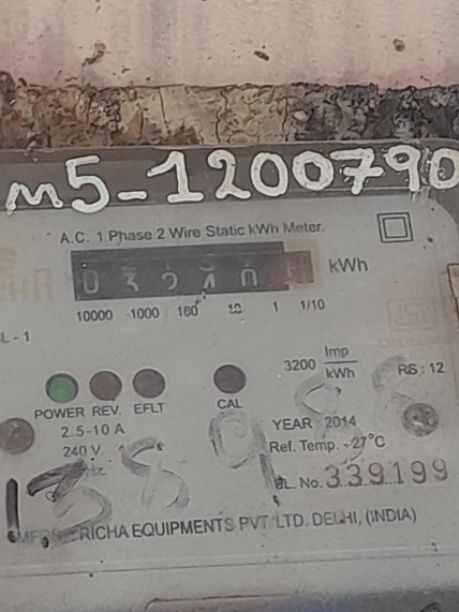 m5-1200790
A.C. 1 Phase 2 Wire Static kWh Meter.
kWh
10000 1000 100 10 1 1/10
L - 1
3200 Imp/kWh
RS : 12
POWER REV. EFLT CAL
2.5-10 A
240 V
YEAR : 2014
Ref. Temp. -27°C
SL. No. 339199
RICHA EQUIPMENTS PVT. LTD. DELHI, (INDIA)